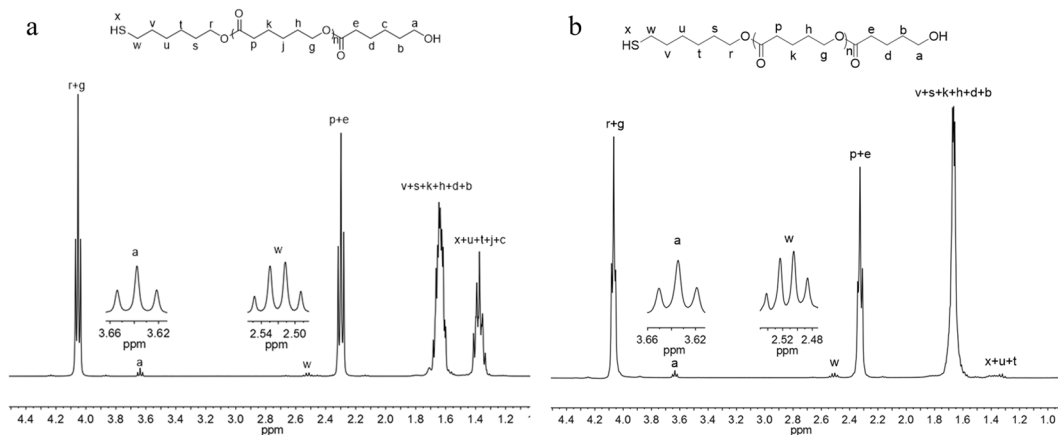 a
x
HS
w
v
u
t
s
r
O
O
p
k
j
h
g
O
n
O
e
d
c
b
a
OH
r+g
p+e
v+s+k+h+d+b
x+u+t+j+c
a
w
3.66 3.62
ppm
2.54 2.50
ppm
a
w
4.4 4.2 4.0 3.8 3.6 3.4 3.2 3.0 2.8 2.6 2.4 2.2 2.0 1.8 1.6 1.4 1.2 1.0
ppm
b
x
HS
w
v
u
t
s
r
O
O
p
k
h
g
O
n
O
e
d
b
a
OH
v+s+k+h+d+b
r+g
p+e
a
w
3.66 3.62
ppm
2.52 2.48
ppm
a
w
x+u+t
4.4 4.2 4.0 3.8 3.6 3.4 3.2 3.0 2.8 2.6 2.4 2.2 2.0 1.8 1.6 1.4 1.2 1.0
ppm